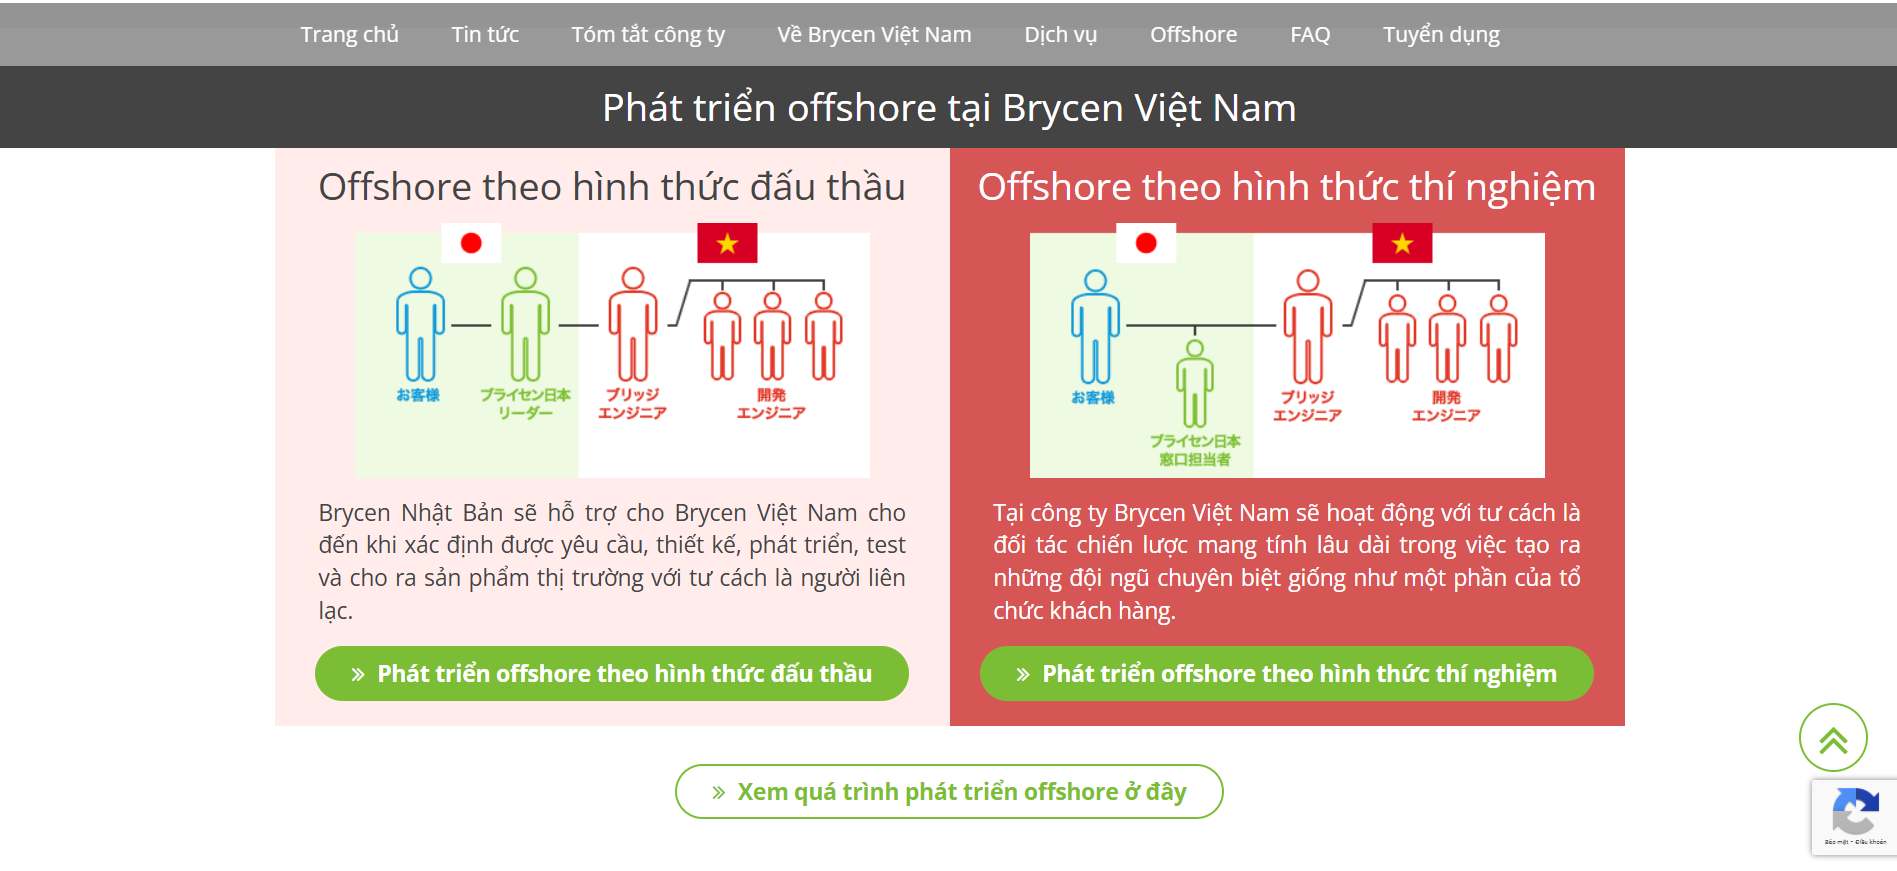 Trang chủ Tin tức Tóm tắt công ty Về Brycen Việt Nam Dịch vụ Offshore FAQ Tuyển dụng
Phát triển offshore tại Brycen Việt Nam
Offshore theo hình thức đấu thầu
お客様
ブライセン日本
リーダー
ブリッジ
エンジニア
開発
エンジニア
Brycen Nhật Bản sẽ hỗ trợ cho Brycen Việt Nam cho
đến khi xác định được yêu cầu, thiết kế, phát triển, test
và cho ra sản phẩm thị trường với tư cách là người liên
lạc.
» Phát triển offshore theo hình thức đấu thầu
Offshore theo hình thức thí nghiệm
お客様
ブライセン日本
窓口担当者
ブリッジ
エンジニア
開発
エンジニア
Tại công ty Brycen Việt Nam sẽ hoạt động với tư cách là
đối tác chiến lược mang tính lâu dài trong việc tạo ra
những đội ngũ chuyên biệt giống như một phần của tổ
chức khách hàng.
» Phát triển offshore theo hình thức thí nghiệm
» Xem quá trình phát triển offshore ở đây
Bảo mật - Điều khoản